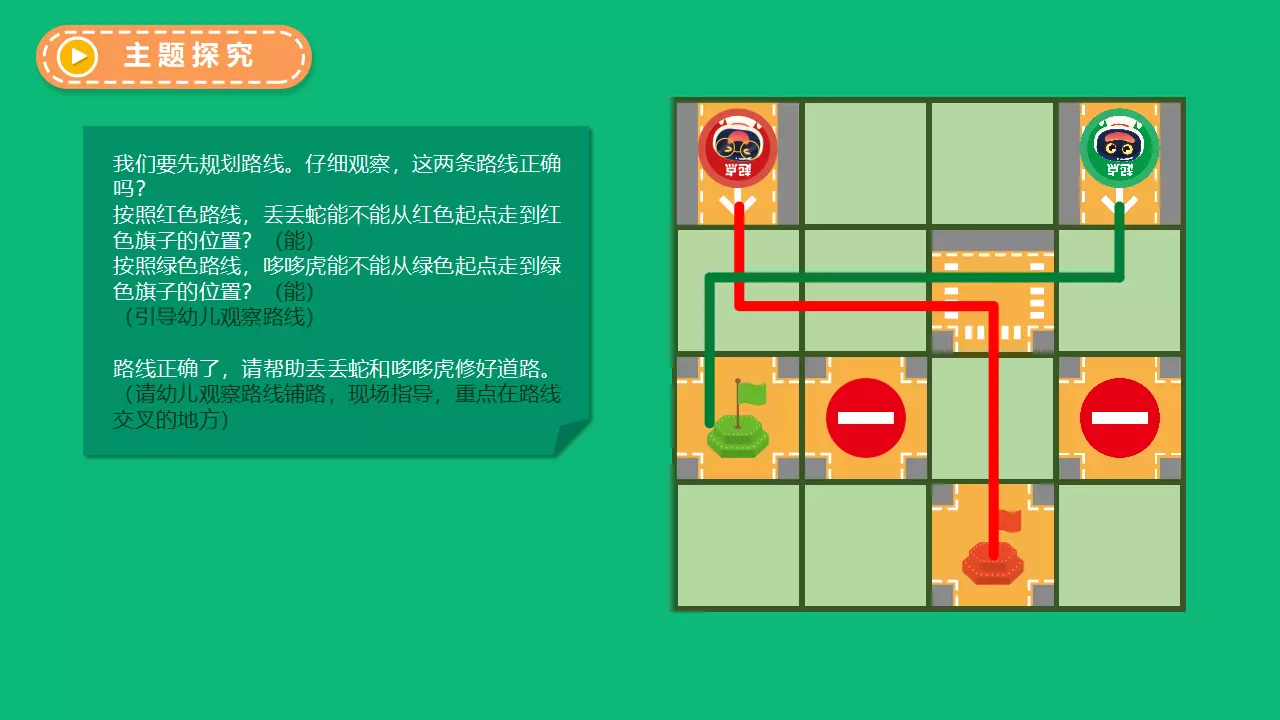 主题探究
我们要先规划路线。仔细观察，这两条路线正确
吗？
按照红色路线，丢丢蛇能不能从红色起点走到红
色旗子的位置？（能）
按照绿色路线，哆哆虎能不能从绿色起点走到绿
色旗子的位置？（能）
（引导幼儿观察路线）
路线正确了，请帮助丢丢蛇和哆哆虎修好道路。
（请幼儿观察路线铺路，现场指导，重点在路线
交叉的地方）
起点
起点